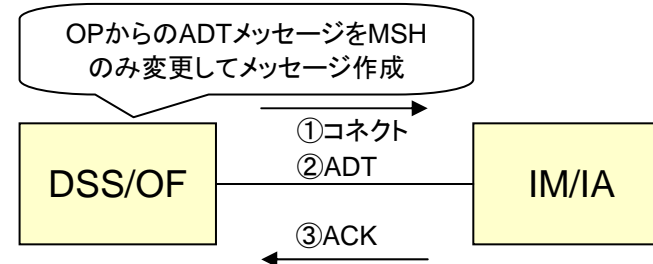 OPからのADTメッセージをMSH
のみ変更してメッセージ作成
①コネクト
②ADT
DSS/OF
IM/IA
③ACK